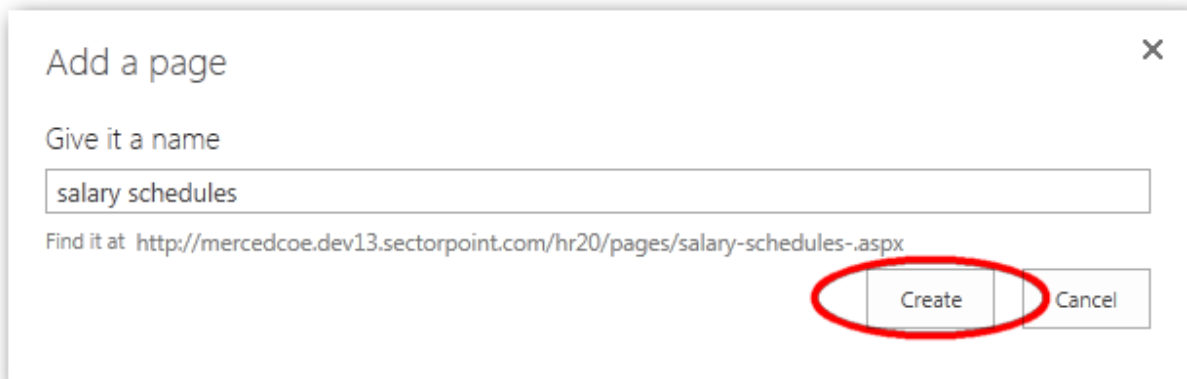 Add a page
Give it a name
salary schedules
Find it at http://mercedcoe.dev13.sectorpoint.com/hr20/pages/salary-schedules-.aspx
Create Cancel